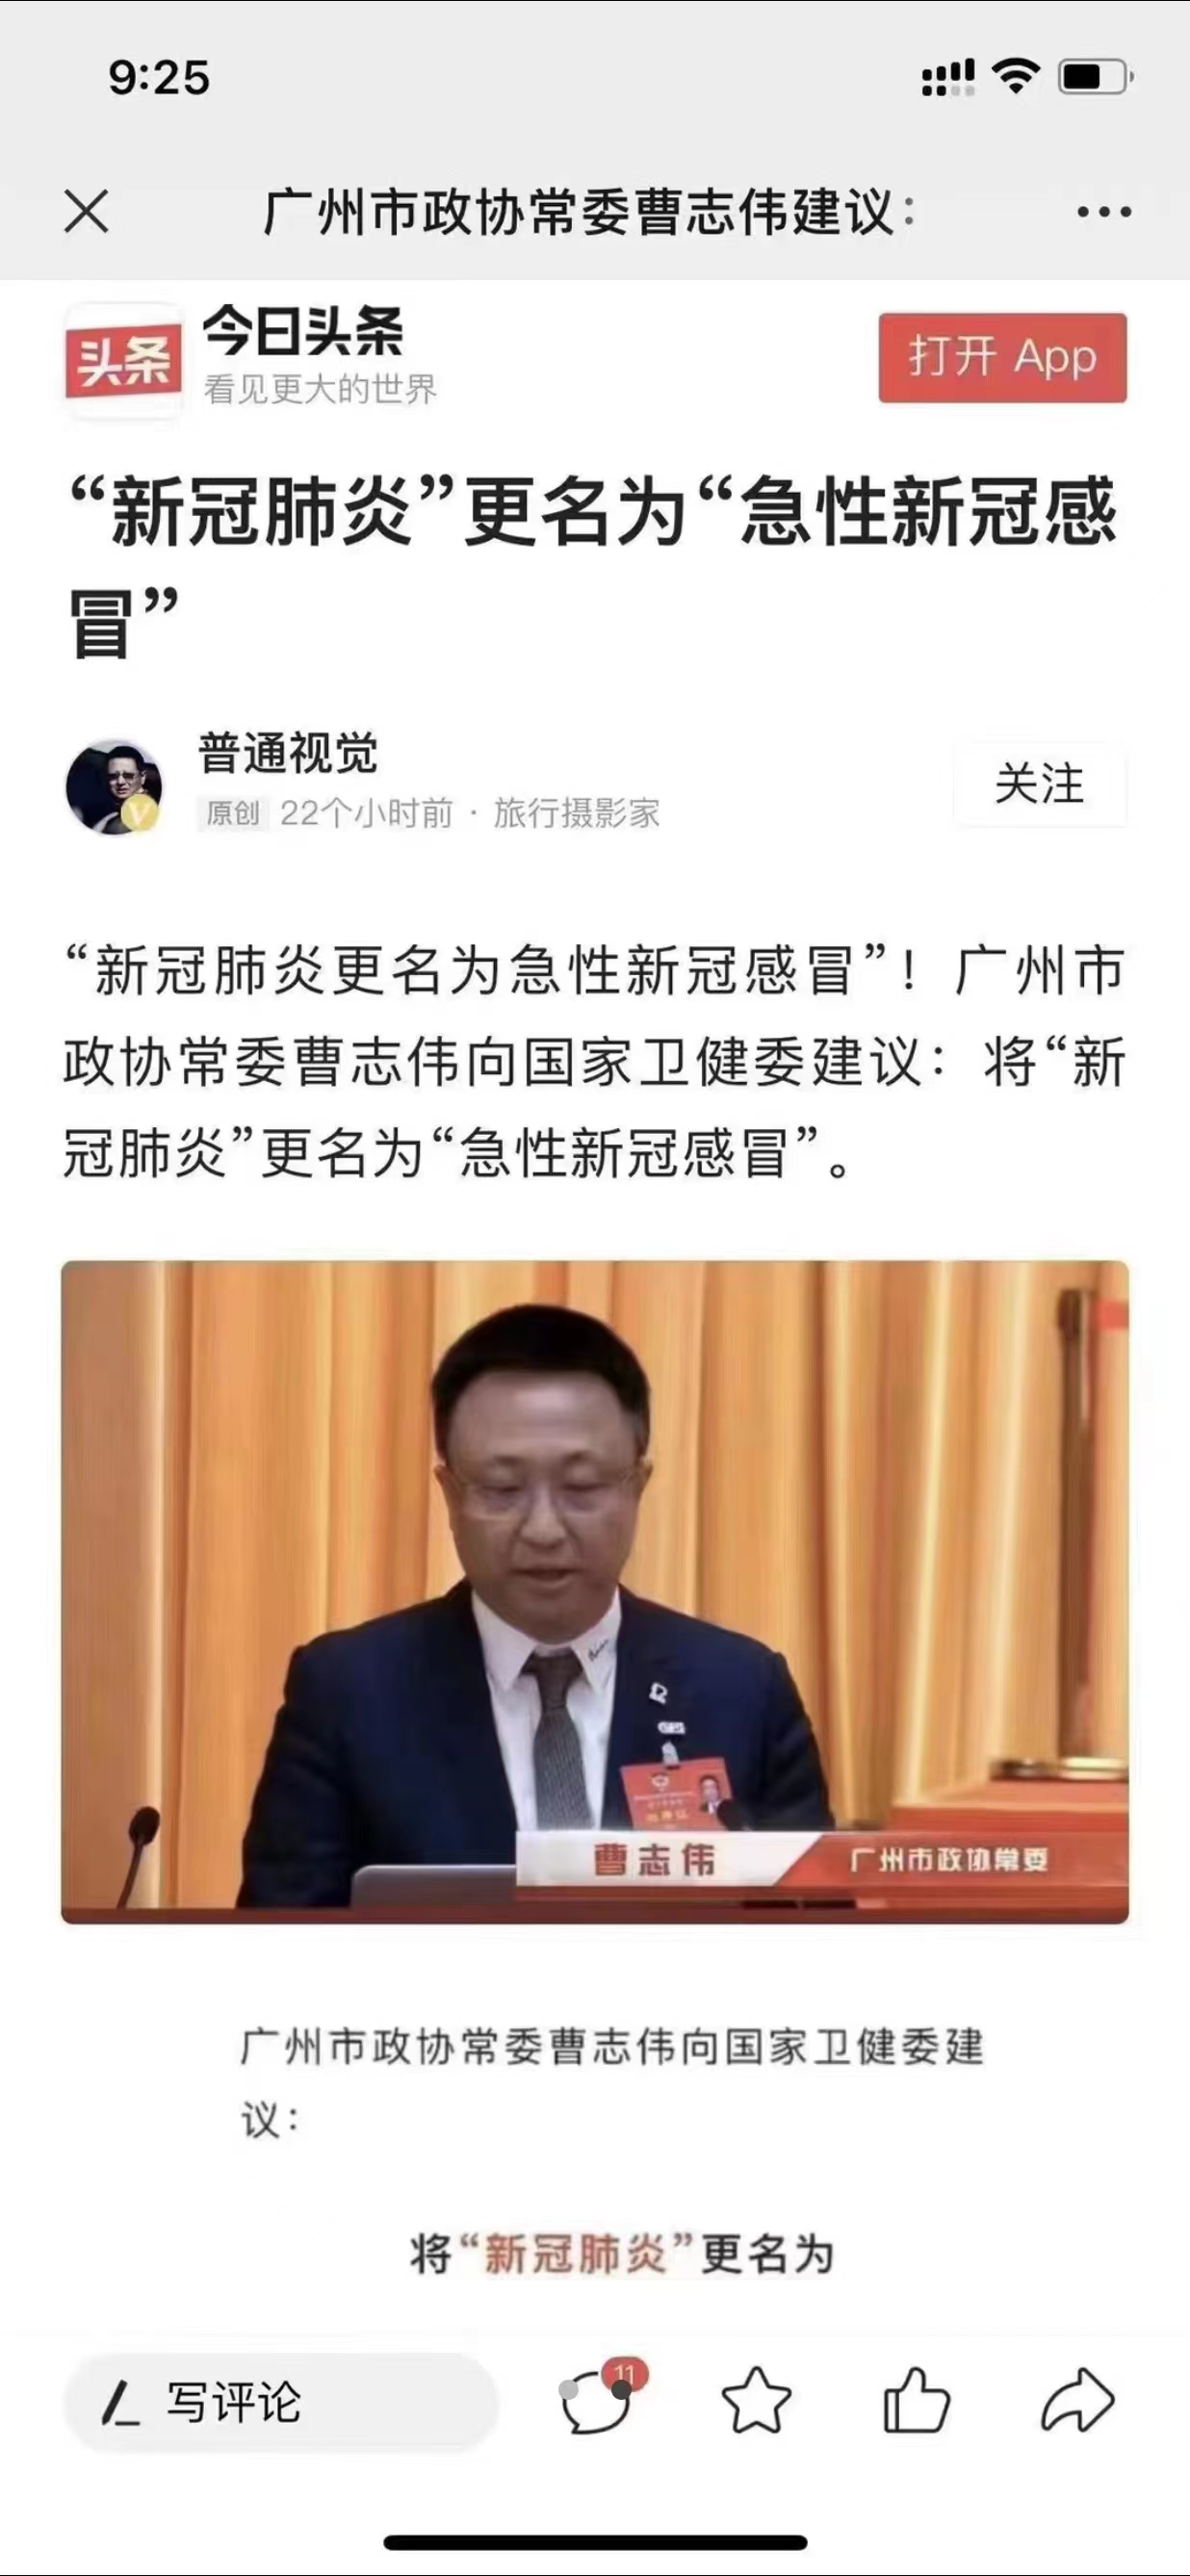 9:25
广州市政协常委曹志伟建议：
头条
今日头条
看见更大的世界
打开 App
“新冠肺炎”更名为“急性新冠感
冒”
普通视觉
原创 22个小时前 · 旅行摄影家
关注
“新冠肺炎更名为急性新冠感冒”！广州市
政协常委曹志伟向国家卫健委建议：将“新
冠肺炎”更名为“急性新冠感冒”。
曹志伟 广州市政协常委
广州市政协常委曹志伟向国家卫健委建
议：
将“新冠肺炎”更名为
写评论
11